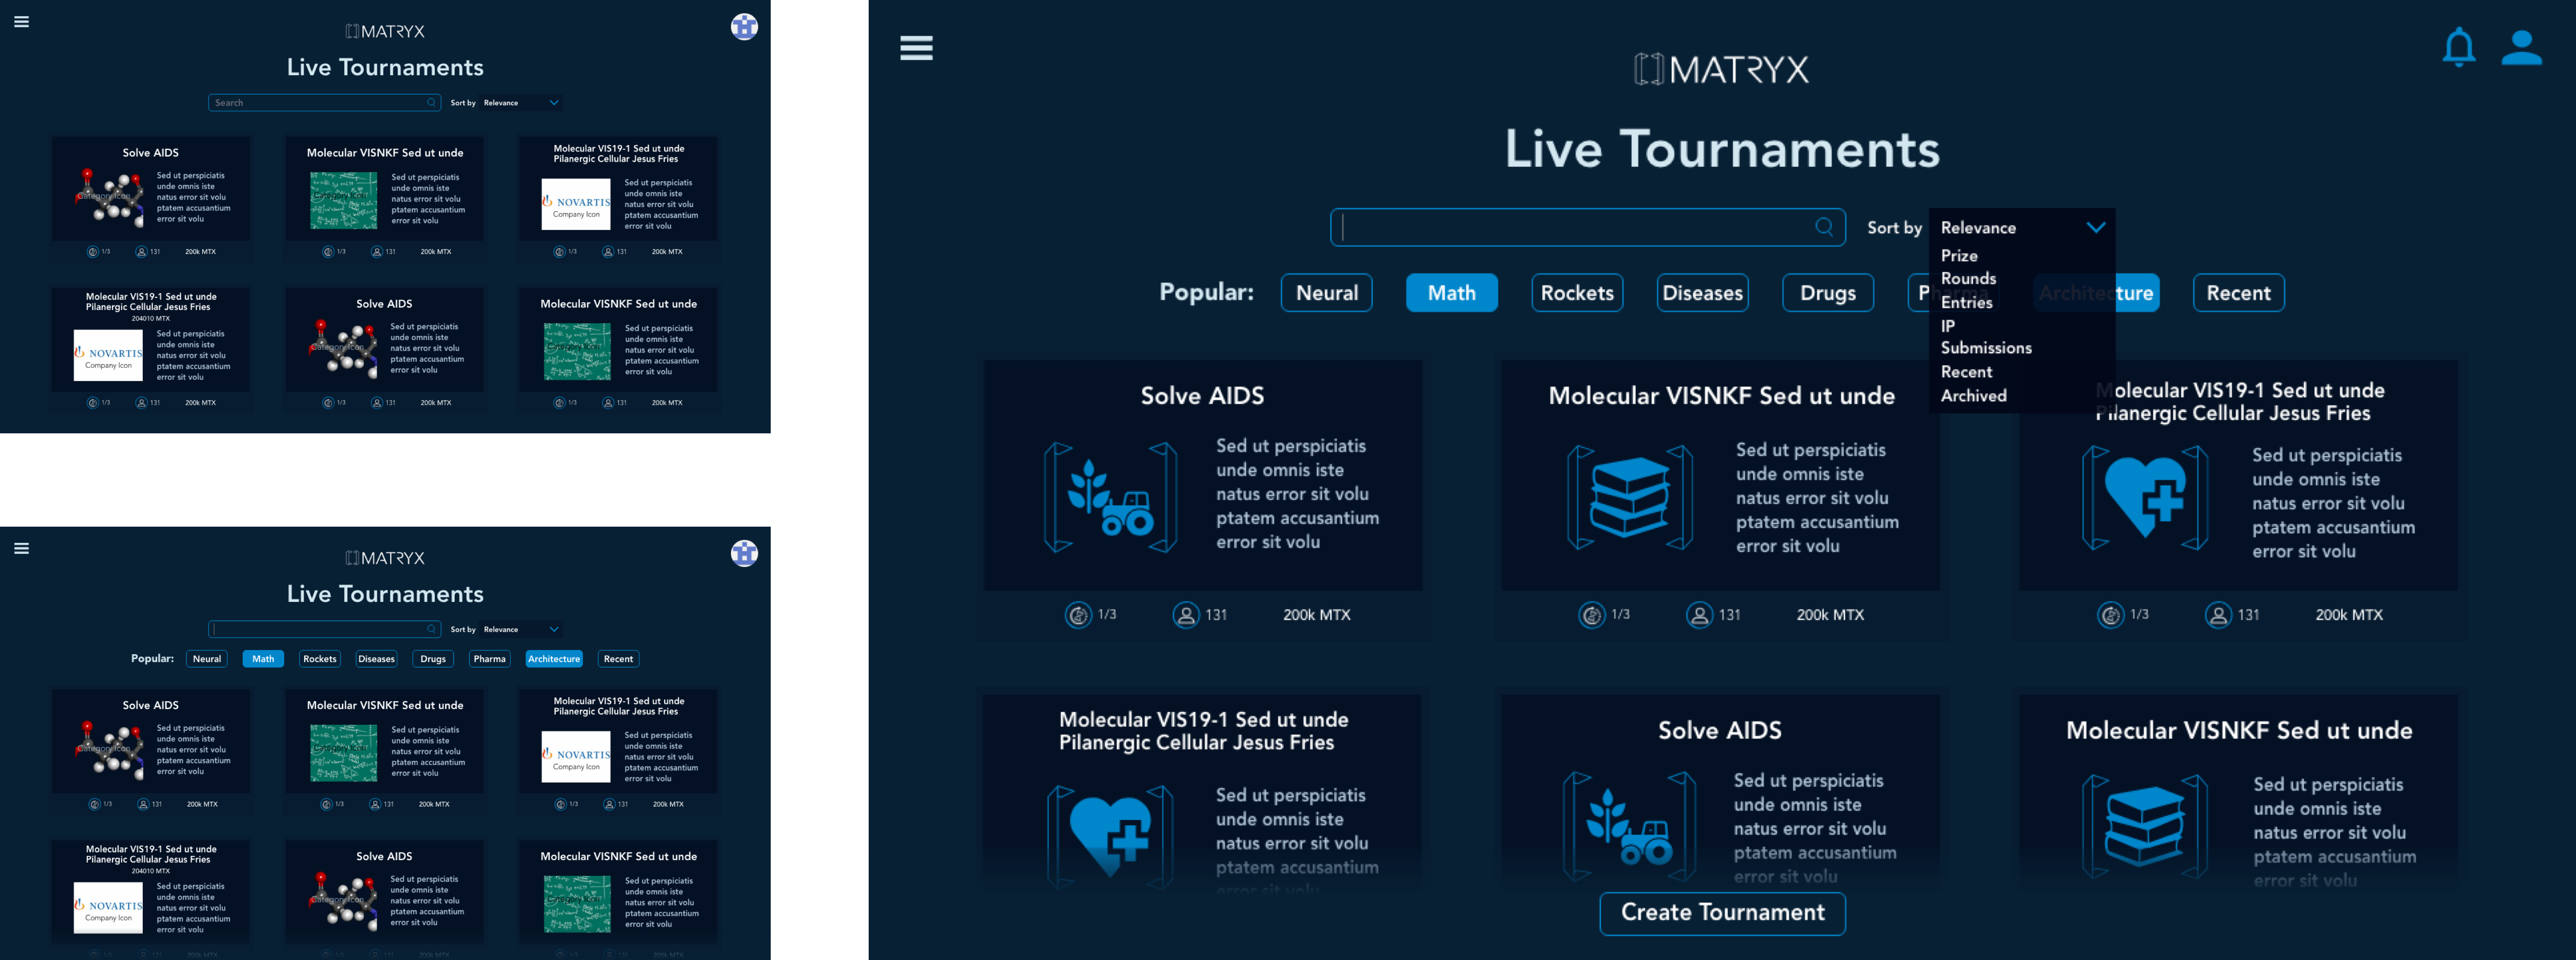 MATRYX
Live Tournaments
Search
Sort by Relevance
Solve AIDS
Category Icon
Sed ut perspiciatis
unde omnis iste
natus error sit volu
ptatem accusantium
error sit volu
1/3 131 200k MTX
Molecular VISNKF Sed ut unde
Category Icon
Sed ut perspiciatis
unde omnis iste
natus error sit volu
ptatem accusantium
error sit volu
1/3 131 200k MTX
Molecular VIS19-1 Sed ut unde
Pilanergic Cellular Jesus Fries
NOVARTIS
Company Icon
Sed ut perspiciatis
unde omnis iste
natus error sit volu
ptatem accusantium
error sit volu
1/3 131 200k MTX
Molecular VIS19-1 Sed ut unde
Pilanergic Cellular Jesus Fries
204010 MTX
NOVARTIS
Company Icon
Sed ut perspiciatis
unde omnis iste
natus error sit volu
ptatem accusantium
error sit volu
1/3 131 200k MTX
Solve AIDS
Category Icon
Sed ut perspiciatis
unde omnis iste
natus error sit volu
ptatem accusantium
error sit volu
1/3 131 200k MTX
Molecular VISNKF Sed ut unde
Category Icon
Sed ut perspiciatis
unde omnis iste
natus error sit volu
ptatem accusantium
error sit volu
1/3 131 200k MTX
MATRYX
Live Tournaments
Sort by Relevance
Popular: Neural Math Rockets Diseases Drugs Pharma Architecture Recent
Solve AIDS
Category Icon
Sed ut perspiciatis
unde omnis iste
natus error sit volu
ptatem accusantium
error sit volu
1/3 131 200k MTX
Molecular VISNKF Sed ut unde
Category Icon
Sed ut perspiciatis
unde omnis iste
natus error sit volu
ptatem accusantium
error sit volu
1/3 131 200k MTX
Molecular VIS19-1 Sed ut unde
Pilanergic Cellular Jesus Fries
NOVARTIS
Company Icon
Sed ut perspiciatis
unde omnis iste
natus error sit volu
ptatem accusantium
error sit volu
1/3 131 200k MTX
Molecular VIS19-1 Sed ut unde
Pilanergic Cellular Jesus Fries
204010 MTX
NOVARTIS
Company Icon
Sed ut perspiciatis
unde omnis iste
natus error sit volu
ptatem accusantium
error sit volu
1/3 131 200k MTX
Solve AIDS
Category Icon
Sed ut perspiciatis
unde omnis iste
natus error sit volu
ptatem accusantium
error sit volu
1/3 131 200k MTX
Molecular VISNKF Sed ut unde
Category Icon
Sed ut perspiciatis
unde omnis iste
natus error sit volu
ptatem accusantium
error sit volu
1/3 131 200k MTX
MATRYX
Live Tournaments
Sort by Relevance
Prize
Rounds
Entries
IP
Submissions
Recent
Archived
Popular: Neural Math Rockets Diseases Drugs Pharma Architecture Recent
Solve AIDS
Sed ut perspiciatis
unde omnis iste
natus error sit volu
ptatem accusantium
error sit volu
1/3 131 200k MTX
Molecular VISNKF Sed ut unde
Sed ut perspiciatis
unde omnis iste
natus error sit volu
ptatem accusantium
error sit volu
1/3 131 200k MTX
Molecular VIS19-1 Sed ut unde
Pilanergic Cellular Jesus Fries
Sed ut perspiciatis
unde omnis iste
natus error sit volu
ptatem accusantium
error sit volu
1/3 131 200k MTX
Molecular VIS19-1 Sed ut unde
Pilanergic Cellular Jesus Fries
Sed ut perspiciatis
unde omnis iste
natus error sit volu
ptatem accusantium
error sit volu
Solve AIDS
Sed ut perspiciatis
unde omnis iste
natus error sit volu
ptatem accusantium
error sit volu
Molecular VISNKF Sed ut unde
Sed ut perspiciatis
unde omnis iste
natus error sit volu
ptatem accusantium
error sit volu
Create Tournament